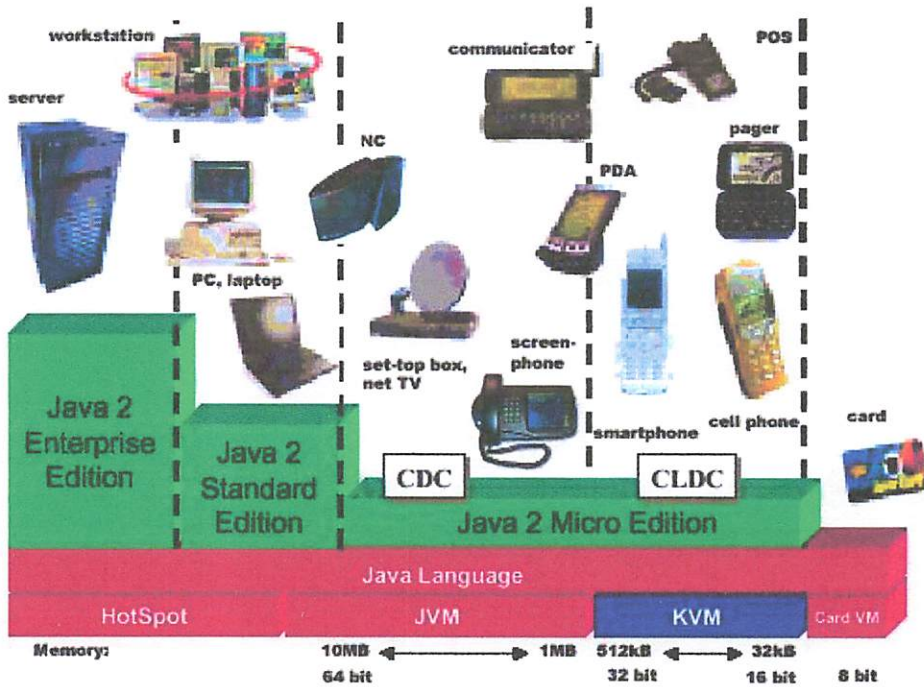 workstation
communicator
POS
server
NC
pager
PDA
PC, laptop
screen-
phone
set-top box,
net TV
smartphone
cell phone
card
Java 2
Enterprise
Edition
Java 2
Standard
Edition
CDC
CLDC
Java 2 Micro Edition
Java Language
HotSpot
JVM
KVM
Card VM
Memory:
10MB
1MB
512kB
32kB
64 bit
32 bit
16 bit
8 bit